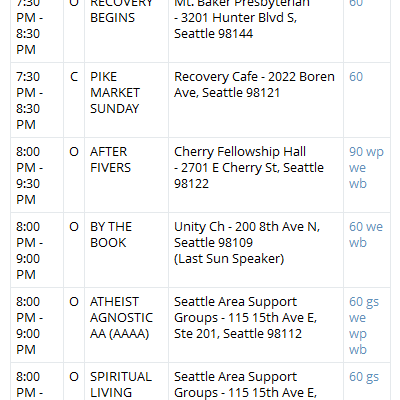 7:30 O RECOVERY Mt. Baker Presbyterian 60
PM - BEGINS - 3201 Hunter Blvd S,
8:30 Seattle 98144
PM
7:30 C PIKE Recovery Cafe - 2022 Boren 60
PM - MARKET Ave, Seattle 98121
8:30 SUNDAY
PM
8:00 O AFTER Cherry Fellowship Hall 90 wp
PM - FIVERS - 2701 E Cherry St, Seattle we
9:30 98122 wb
PM
8:00 O BY THE Unity Ch - 200 8th Ave N, 60 we
PM - BOOK Seattle 98109 wb
9:00 (Last Sun Speaker)
PM
8:00 O ATHEIST Seattle Area Support 60 gs
PM - AGNOSTIC Groups - 115 15th Ave E, we
9:00 AA (AAAA) Ste 201, Seattle 98112 wp
PM wb
8:00 O SPIRITUAL Seattle Area Support 60 gs
PM - LIVING Groups - 115 15th Ave E,